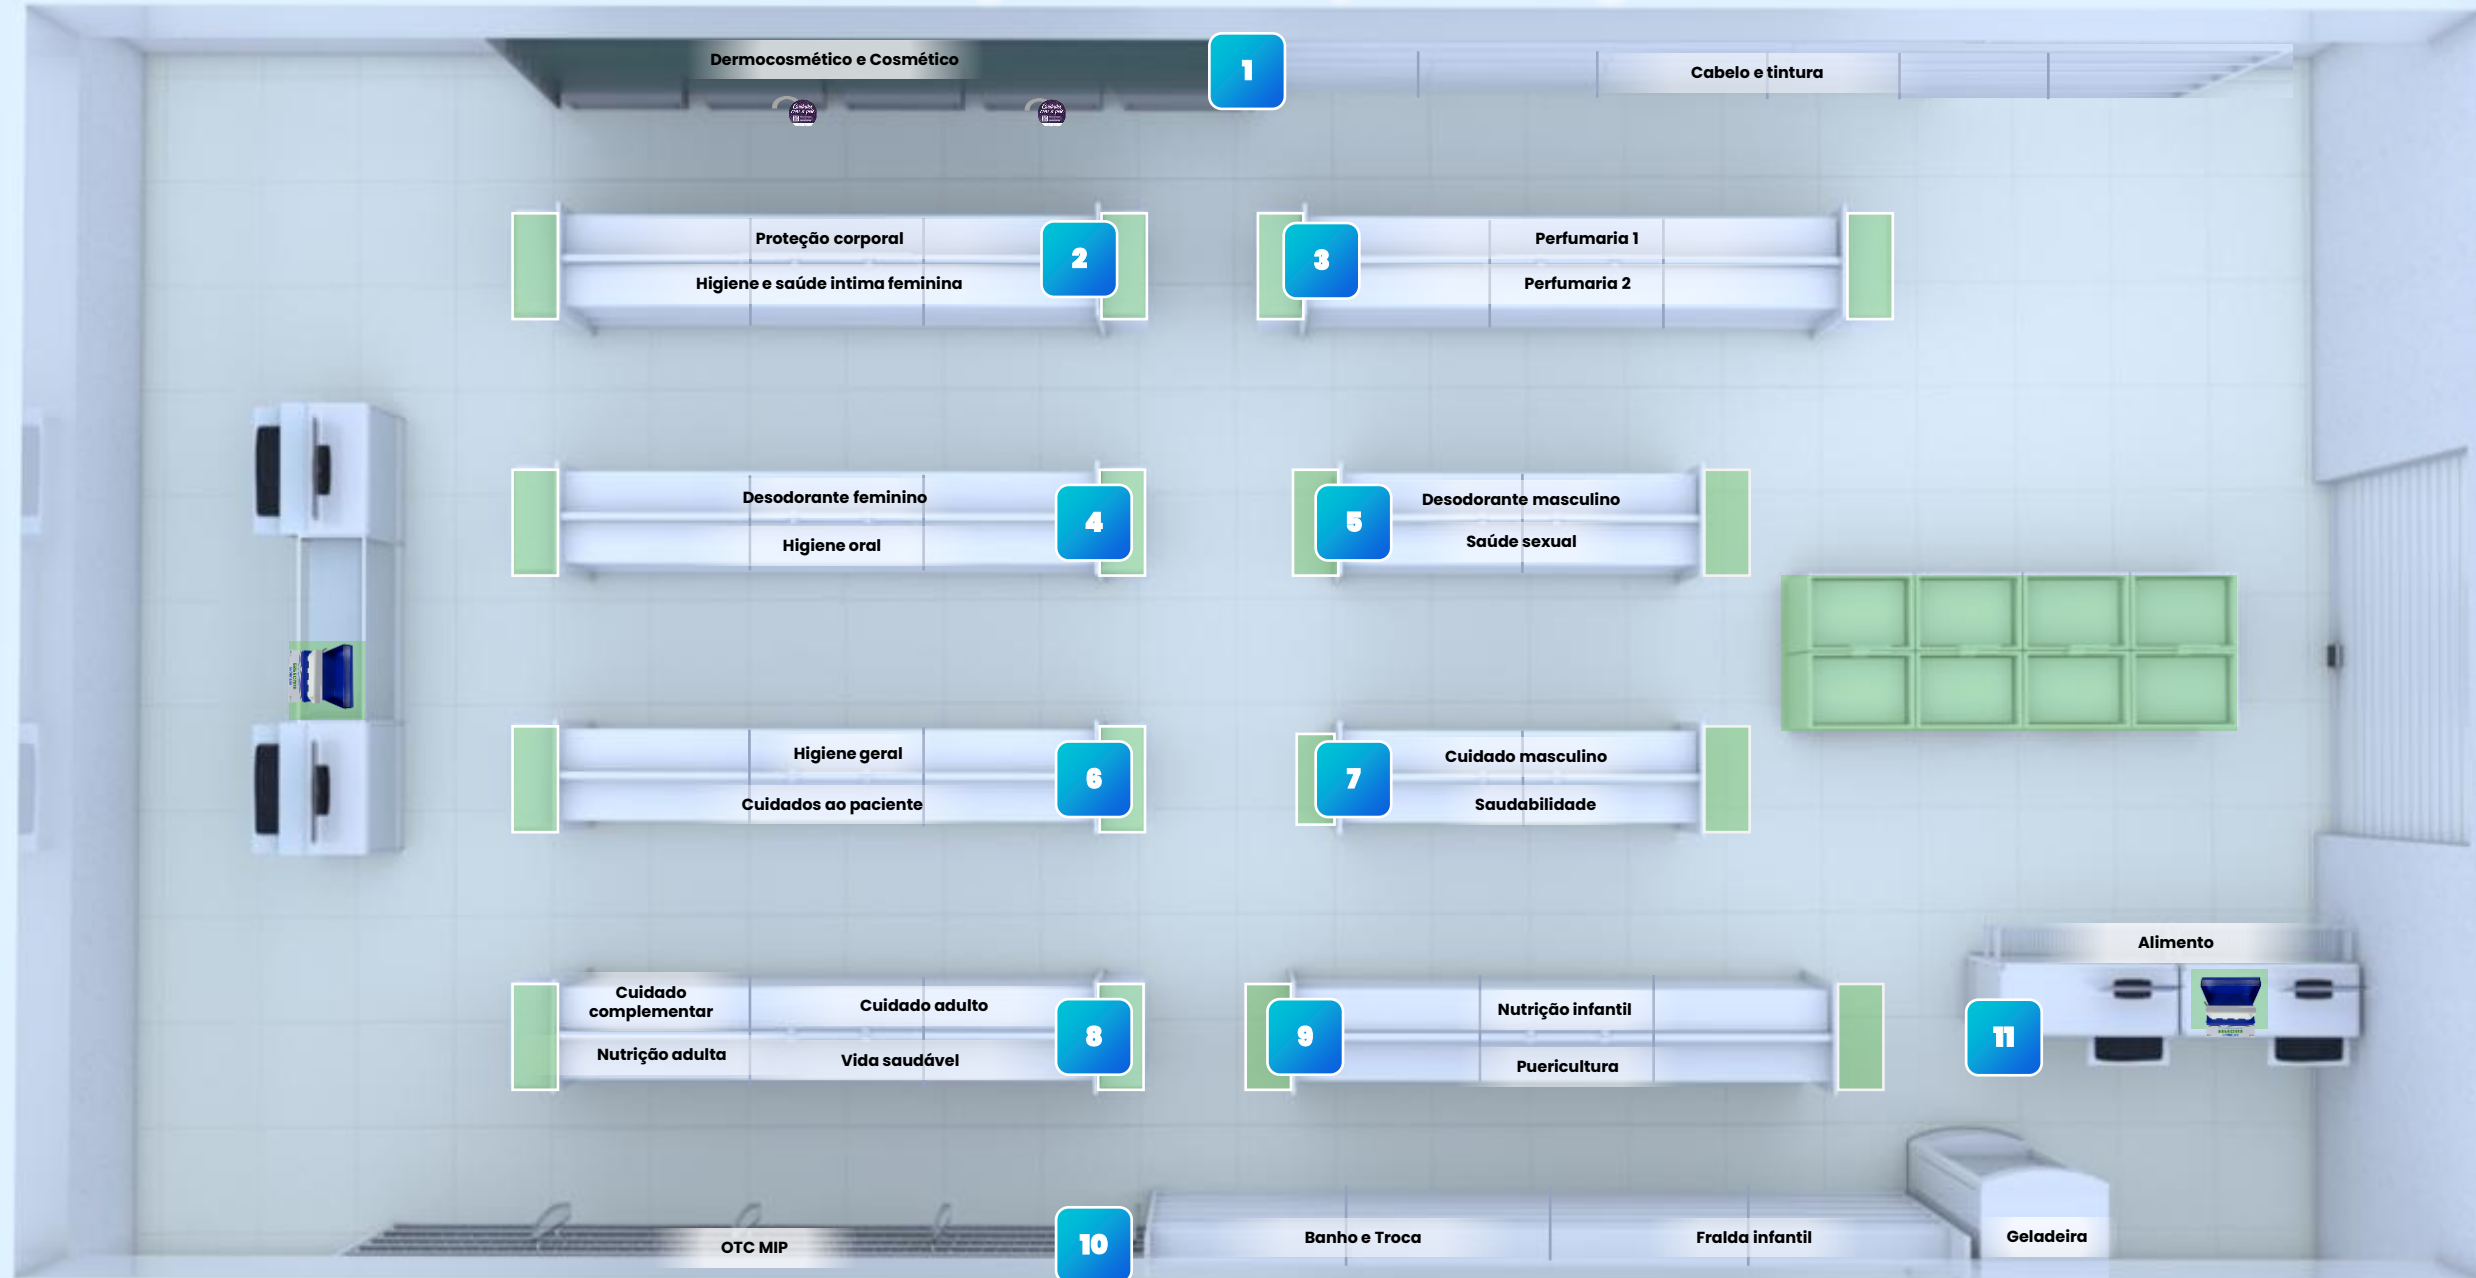 Dermocosmético e Cosmético
1
Cabelo e tintura
Proteção corporal
2
Higiene e saúde intima feminina
3
Perfumaria 1
Perfumaria 2
Desodorante feminino
4
Higiene oral
5
Desodorante masculino
Saúde sexual
Higiene geral
6
Cuidados ao paciente
7
Cuidado masculino
Saudabilidade
Alimento
Cuidado
complementar
Cuidado adulto
8
Nutrição adulta
Vida saudável
9
Nutrição infantil
Puericultura
11
OTC MIP
10
Banho e Troca
Fralda infantil
Geladeira